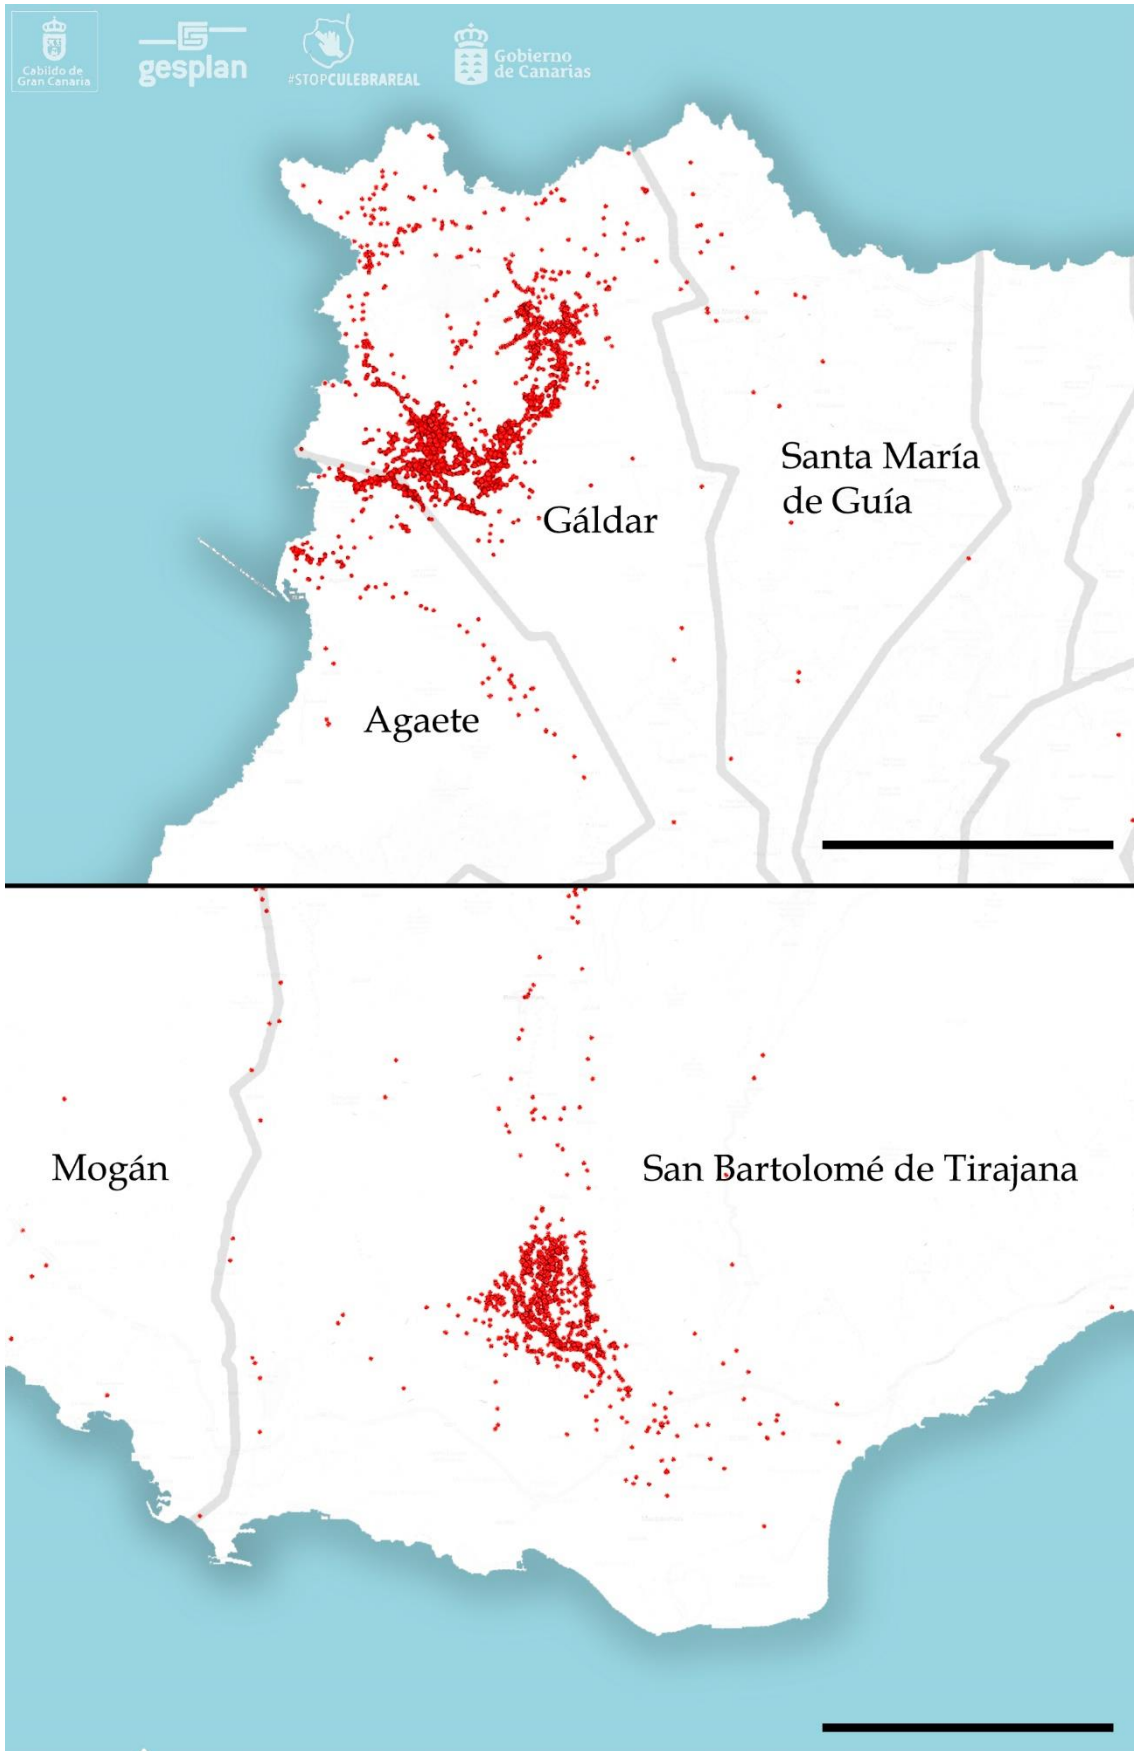 Cabildo de
Gran Canaria
gesplan
#STOPCULEBRAREAL
Gobierno
de Canarias
Santa María
de Guía
Gáldar
Agaete
Mogán
San Bartolomé de Tirajana